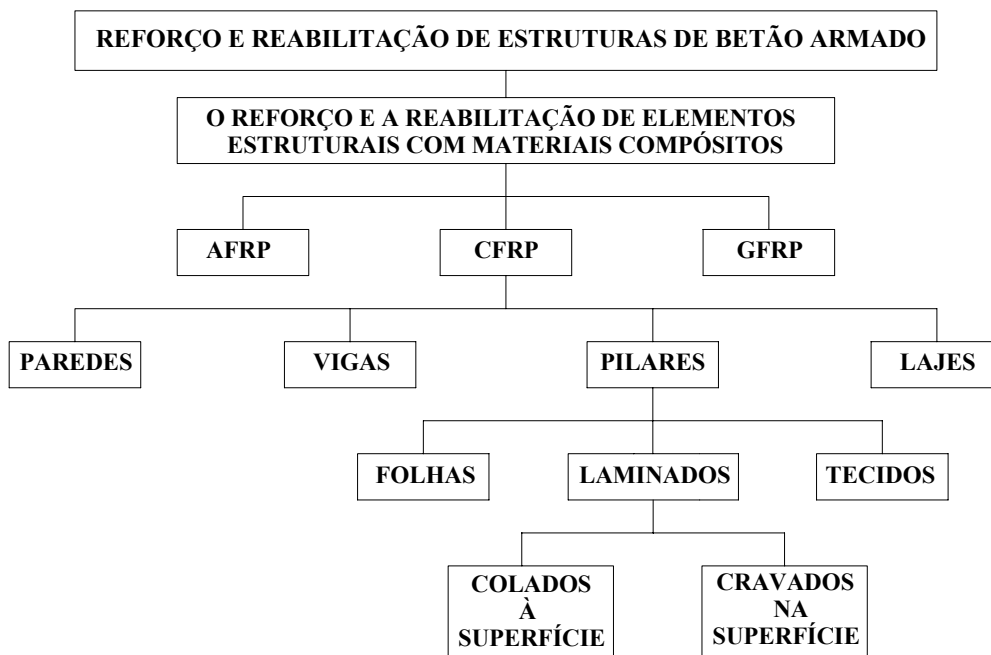 REFORÇO E REABILITAÇÃO DE ESTRUTURAS DE BETÃO ARMADO
O REFORÇO E A REABILITAÇÃO DE ELEMENTOS
ESTRUTURAIS COM MATERIAIS COMPÓSITOS
AFRP
CFRP
GFRP
PAREDES
VIGAS
PILARES
LAJES
FOLHAS
LAMINADOS
TECIDOS
COLADOS
À
SUPERFÍCIE
CRAVADOS
NA
SUPERFÍCIE